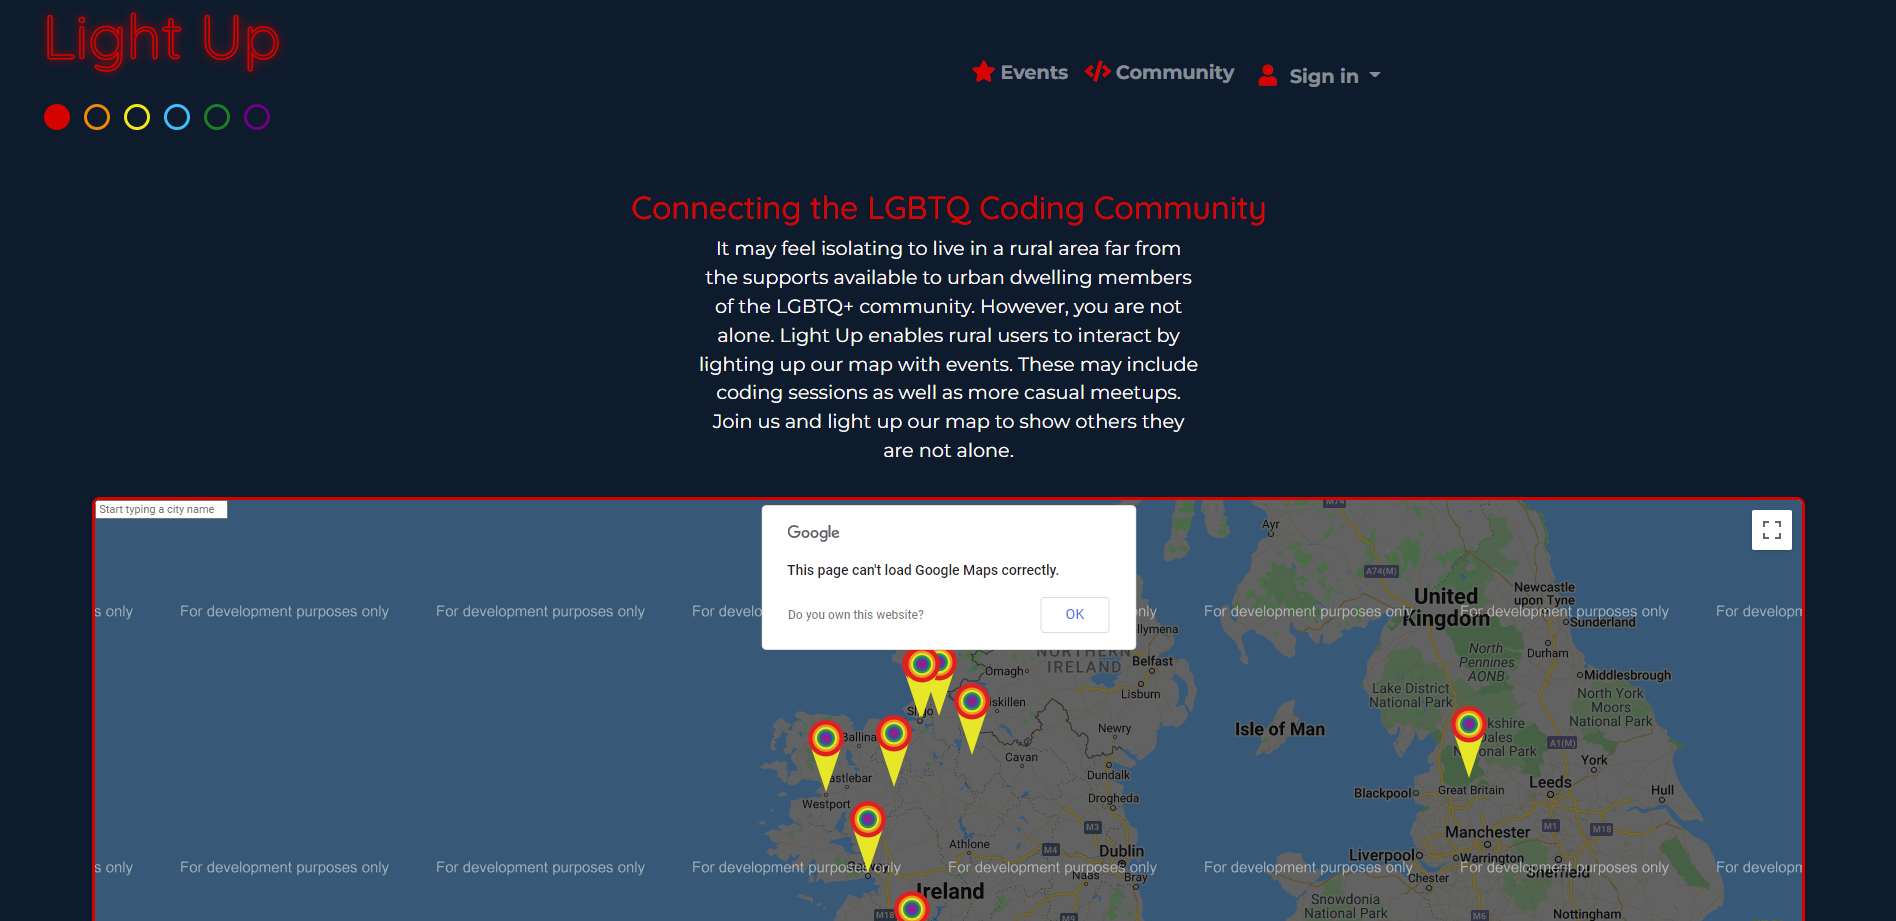 Light Up
Events
Community
Sign in
Connecting the LGBTQ Coding Community
It may feel isolating to live in a rural area far from
the supports available to urban dwelling members
of the LGBTQ+ community. However, you are not
alone. Light Up enables rural users to interact by
lighting up our map with events. These may include
coding sessions as well as more casual meetups.
Join us and light up our map to show others they
are not alone.
Start typing a city name
Google
This page can't load Google Maps correctly.
Do you own this website?
OK
M74
Ayr
A74(M)
Newcastle
upon Tyne
United
Kingdom
Sunderland
s only
For development purposes only
For development purposes only
For develo
only
For development purposes only
For development purposes only
For developm
llymena
NORTHERN
IRELAND
Belfast
Omagh
Lisburn
North
Pennines
AONB
Durham
Middlesbrough
Lake District
National Park
North York
Moors
National Park
iskillen
Sligo
Newry
Isle of Man
kshire
Dales
National Park
A1(M)
Ballina
Cavan
York
Dundalk
astlebar
Leeds
Westport
Blackpool
Great Britain
Hull
Drogheda
M3
Manchester
M1
M18
Athlone
M4
Dublin
Liverpool
Warrington
s only
For development purposes only
For development purposes only
For development purposes only
For development purposes only
For development purposes only
For development purposes only
For developm
Sheffield
Naas
Bray
Chester
Ireland
Snowdonia
National Park
M18
M9
M6
Nottingham